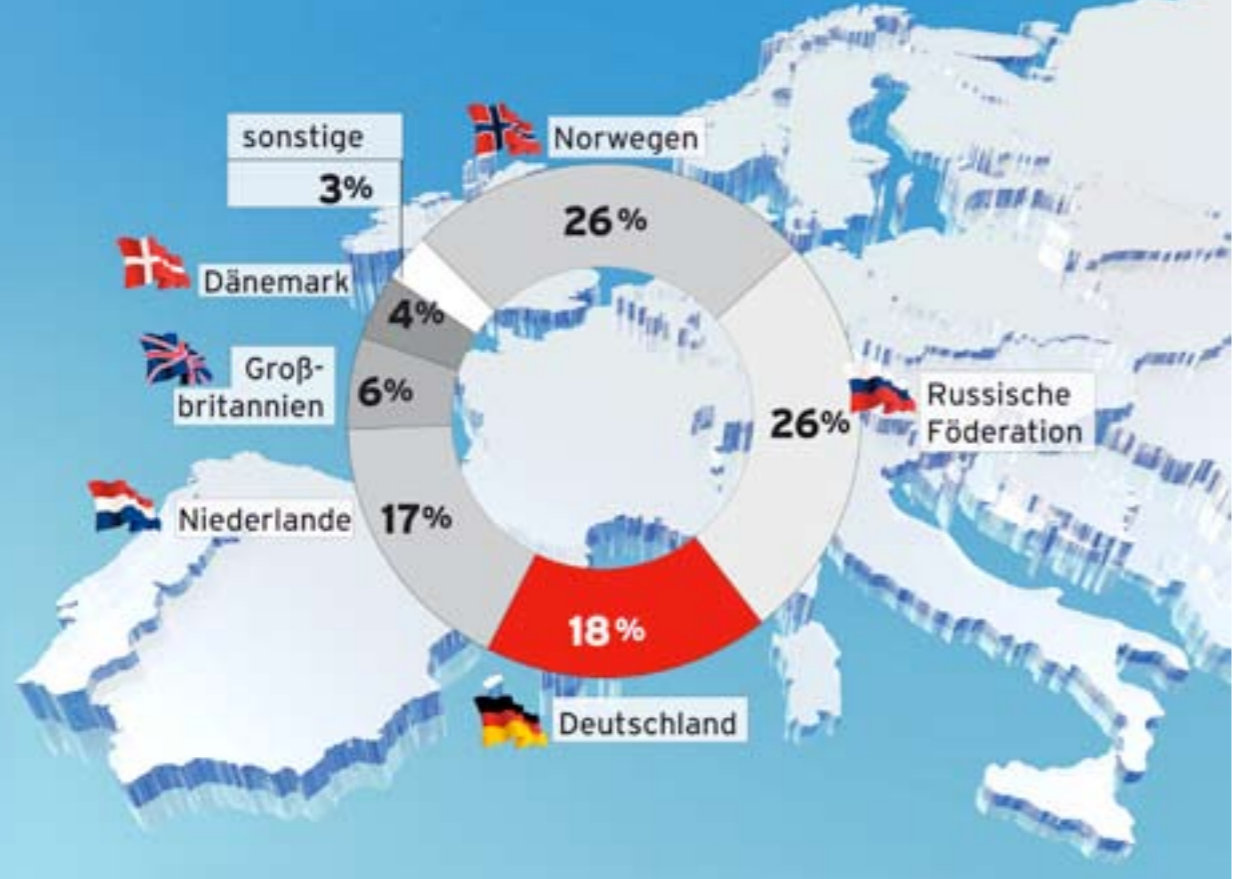 sonstige
3%
Norwegen
26%
Dänemark
4%
Groß-
britannien
6%
Russische
Föderation
26%
Niederlande
17%
18%
Deutschland